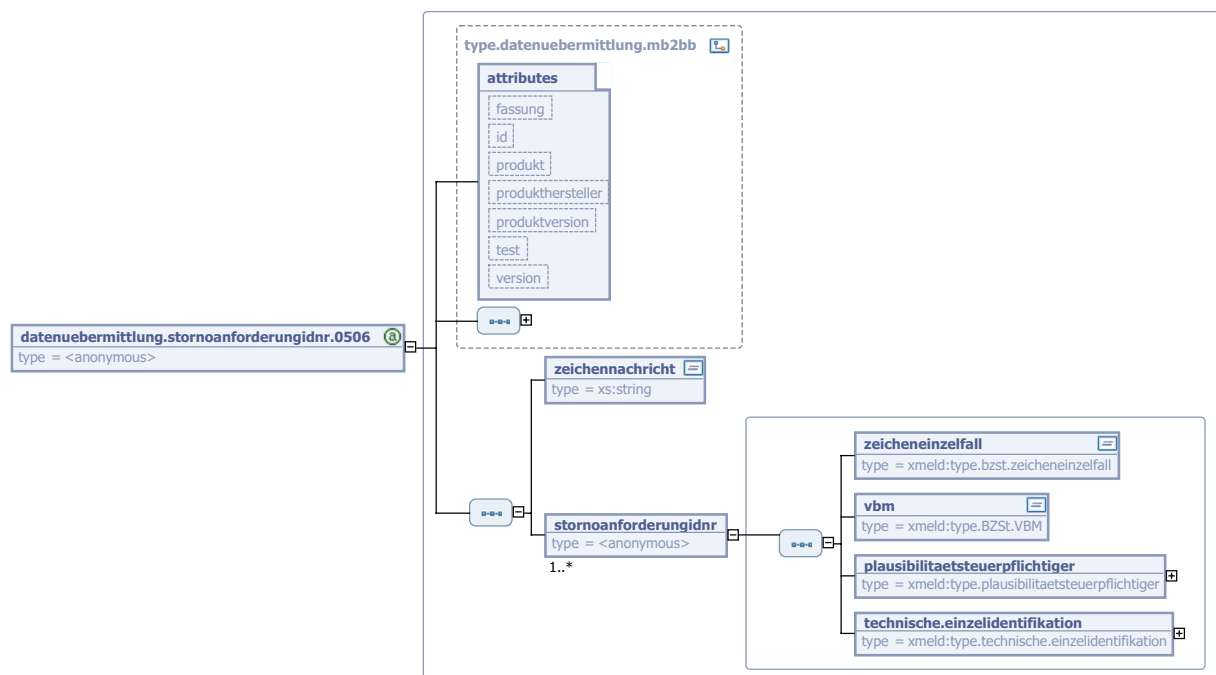 type.datenuebermittlung.mb2bb
attributes
fassung
id
produkt
produkthersteller
produktversion
test
version
datenuebermittlung.stornoanforderungidnr.0506
type = <anonymous>
zeichennachricht
type = xs:string
stornoanforderungidnr
type = <anonymous>
1..*
zeicheneinzelfall
type = xmeld:type.bzst.zeicheneinzelfall
vbm
type = xmeld:type.BZSt.VBM
plausibilitaetsteuerpflichtiger
type = xmeld:type.plausibilitaetsteuerpflichtiger
technische.einzelidentifikation
type = xmeld:type.technische.einzelidentifikation